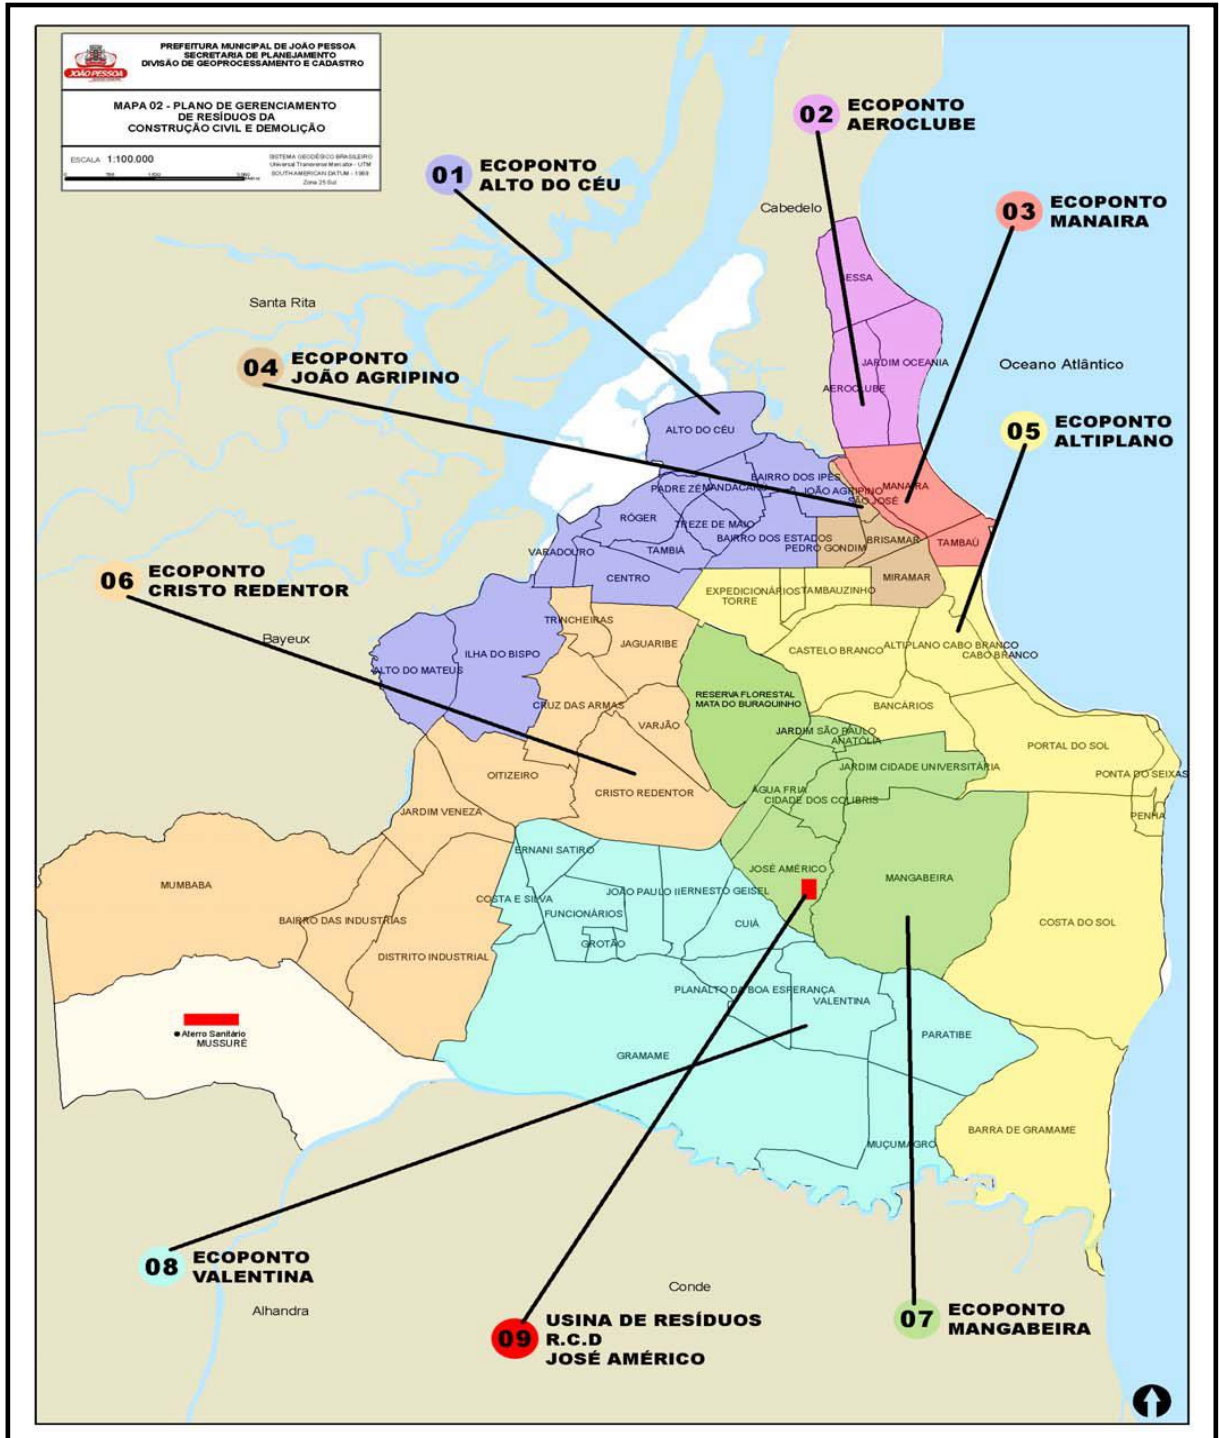 PREFEITURA MUNICIPAL DE JOÃO PESSOA
SECRETARIA DE PLANEJAMENTO
DIVISÃO DE GEOPROCESSAMENTO E CADASTRO
JOÃO PESSOA
MAPA 02 - PLANO DE GERENCIAMENTO
DE RESÍDUOS DA
CONSTRUÇÃO CIVIL E DEMOLIÇÃO
ESCALA 1:100.000
SISTEMA GEODÉSICO BRASILEIRO
SOUTH AMERICAN DATUM - 1969
Zone 25 Sul
02 ECOPONTO
AEROCLUBE
01 ECOPONTO
ALTO DO CÉU
03 ECOPONTO
MANAIRA
Cabedelo
Santa Rita
ESSA
04 ECOPONTO
JOÃO AGRIPINO
JARDIM OCEANIA
Oceano Atlântico
AEROCLUBE
05 ECOPONTO
ALTIPLANO
ALTO DO CÉU
BAIRRO DOS IPÊS
PADRE ZÉ
MANDACARU
JOÃO AGRIPINO
MANAIRA
SÃO JOSÉ
RÓGER
TREZE DE MAIO
BAIRRO DOS ESTADOS
PEDRO GONDIM
BRISAMAR
TAMBAÚ
VARADOURO
TAMBIÁ
CENTRO
MIRAMAR
06 ECOPONTO
CRISTO REDENTOR
EXPEDICIONÁRIOS
TAMBAUZINHO
TORRE
TRINCHEIRAS
Bayeux
JAGUARIBE
ILHA DO BISPO
CASTELO BRANCO
ALTIPLANO CABO BRANCO
CABO BRANCO
ALTO DO MATEUS
RESERVA FLORESTAL
MATA DO BURAQUINHO
CRUZ DAS ARMAS
VARJÃO
BANCÁRIOS
JARDIM SÃO PAULO
ANATÓLIA
PORTAL DO SOL
OITIZEIRO
CRISTO REDENTOR
JARDIM CIDADE UNIVERSITÁRIA
PONTA DO SEIXAS
ÁGUA FRIA
CIDADE DOS COLIBRIS
JARDIM VENEZA
PENHA
ERNANI SATIRO
JOSÉ AMÉRICO
MANGABEIRA
MUMBABA
COSTA E SILVA
JOÃO PAULO II
ERNESTO GEISEL
FUNCIONÁRIOS
CUIÁ
COSTA DO SOL
BAIRRO DAS INDUSTRIAS
GROTÃO
DISTRITO INDUSTRIAL
PLANALTO DA BOA ESPERANÇA
VALENTINA
Aterro Sanitário
MUSSURÉ
PARATIBE
GRAMAME
BARRA DE GRAMAME
MUÇUMAGRO
08 ECOPONTO
VALENTINA
Conde
Alhandra
09 USINA DE RESÍDUOS
R.C.D
JOSÉ AMÉRICO
07 ECOPONTO
MANGABEIRA